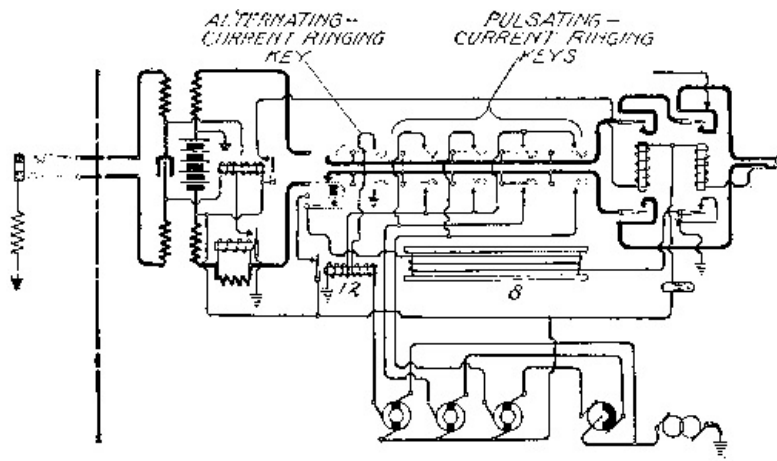 ALTERNATING-
CURRENT RINGING
KEY
PULSATING-
CURRENT RINGING
KEYS
12
8